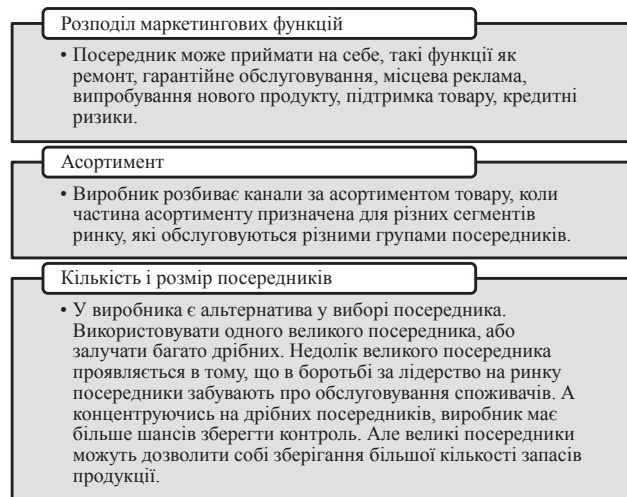 Розподіл маркетингових функцій
• Посередник може приймати на себе, такі функції як
ремонт, гарантійне обслуговування, місцева реклама,
випробування нового продукту, підтримка товару, кредитні
ризики.
Асортимент
• Виробник розбиває канали за асортиментом товару, коли
частина асортименту призначена для різних сегментів
ринку, які обслуговуються різними групами посередників.
Кількість і розмір посередників
• У виробника є альтернатива у виборі посередника.
Використовувати одного великого посередника, або
залучати багато дрібних. Недолік великого посередника
проявляється в тому, що в боротьбі за лідерство на ринку
посередники забувають про обслуговування споживачів. А
концентруючись на дрібних посередників, виробник має
більше шансів зберегти контроль. Але великі посередники
можуть дозволити собі зберігання більшої кількості запасів
продукції.